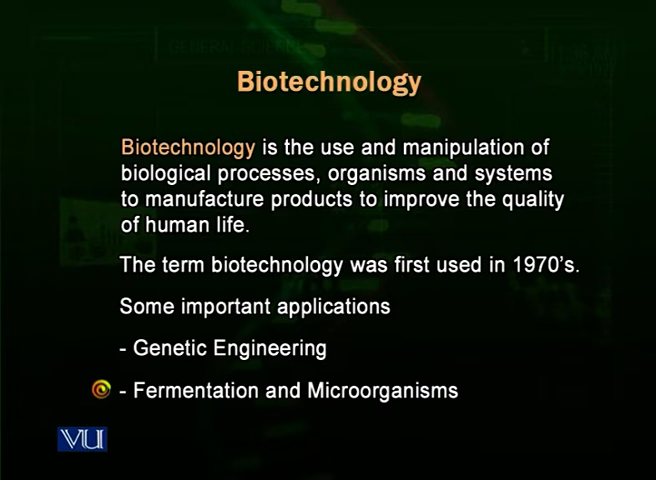 Biotechnology
Biotechnology is the use and manipulation of
biological processes, organisms and systems
to manufacture products to improve the quality
of human life.
The term biotechnology was first used in 1970's.
Some important applications
- Genetic Engineering
- Fermentation and Microorganisms
VU